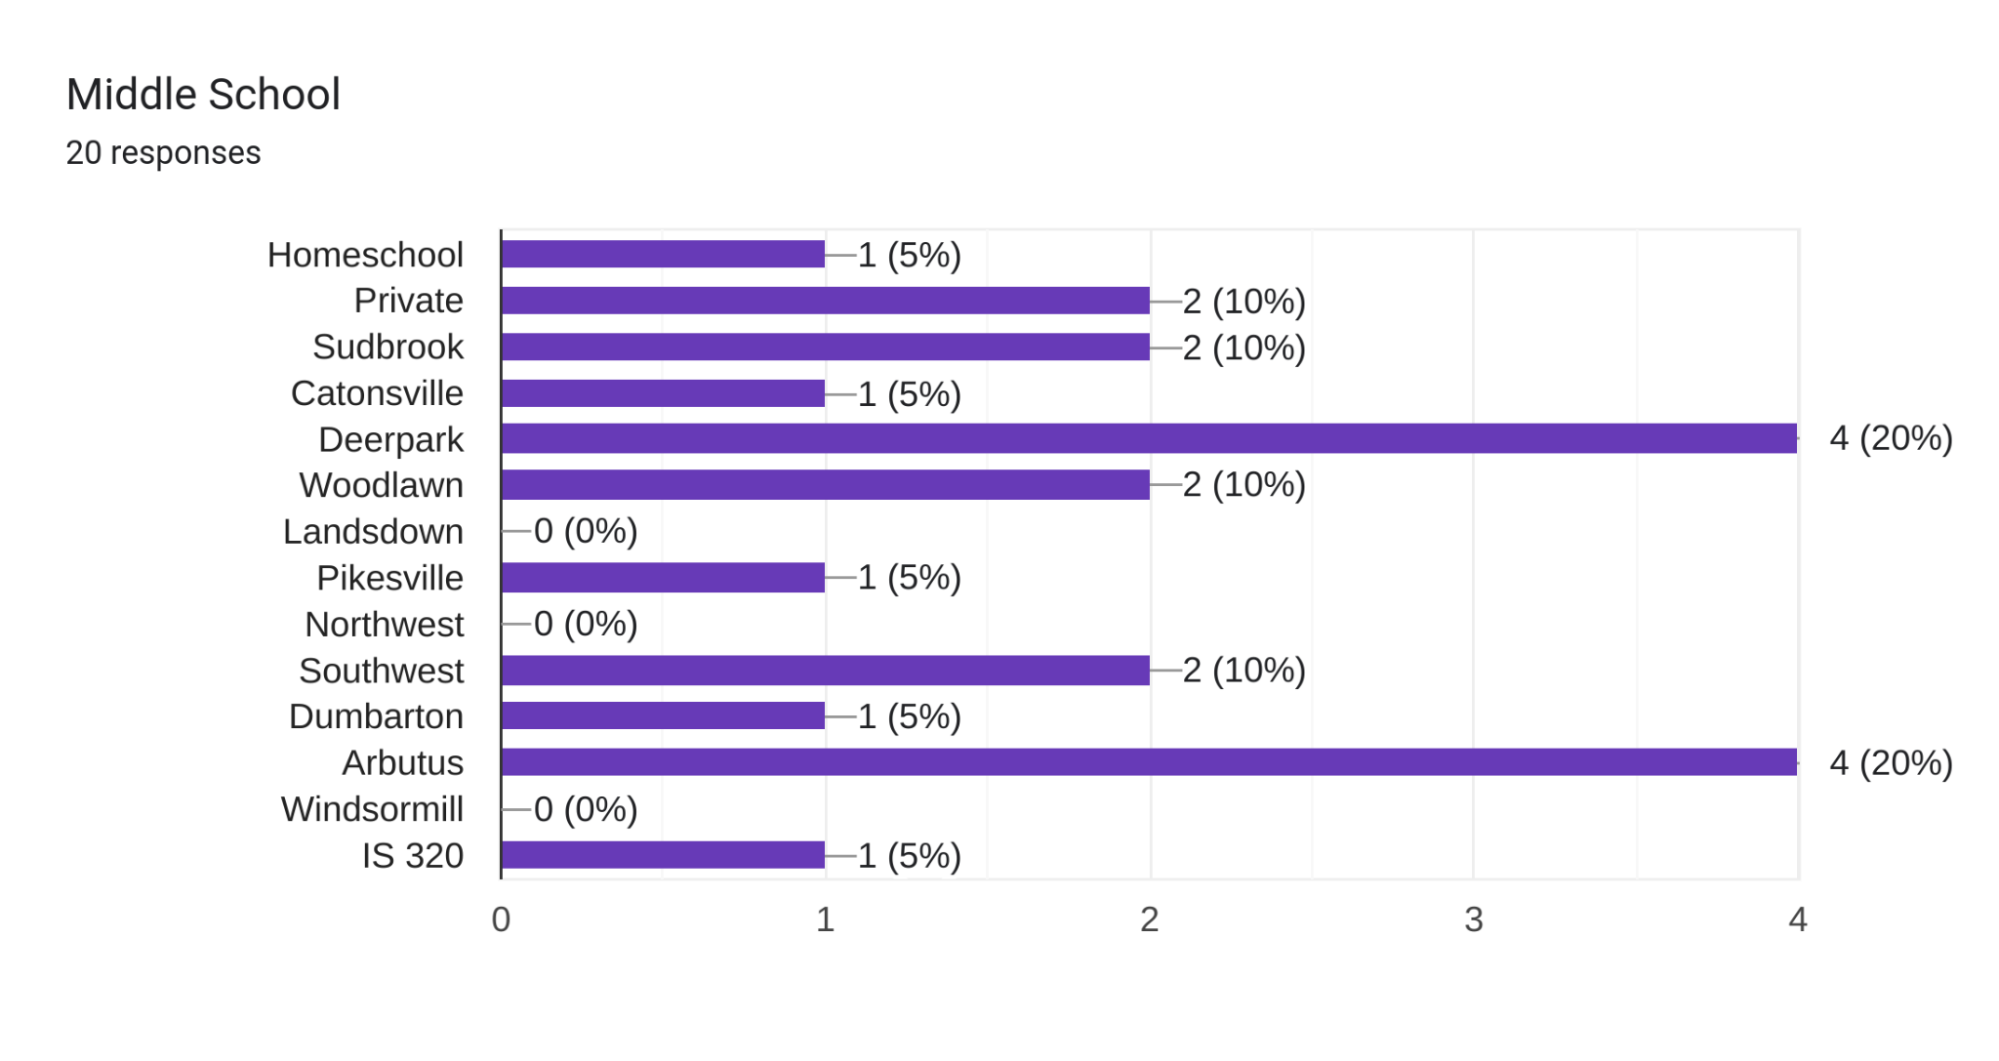 Middle School
20 responses
Homeschool 1 (5%)
Private 2 (10%)
Sudbrook 2 (10%)
Catonsville 1 (5%)
Deerpark 4 (20%)
Woodlawn 2 (10%)
Landsdown 0 (0%)
Pikesville 1 (5%)
Northwest 0 (0%)
Southwest 2 (10%)
Dumbarton 1 (5%)
Arbutus 4 (20%)
Windsormill 0 (0%)
IS 320 1 (5%)
0 1 2 3 4